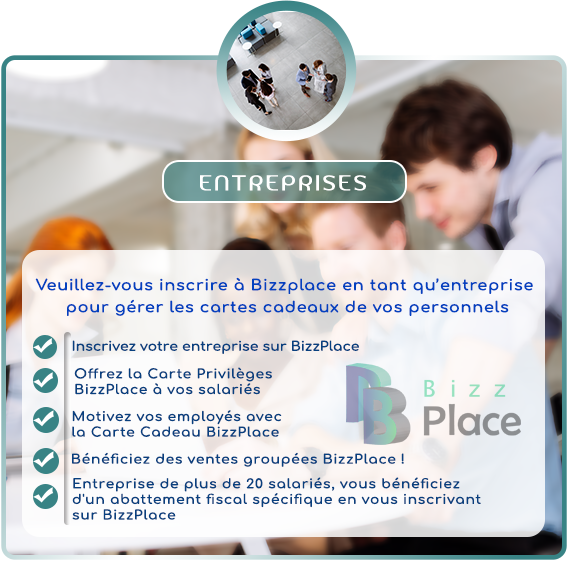 ENTREPRISES
Veuillez-vous inscrire à Bizzplace en tant qu’entreprise
pour gérer les cartes cadeaux de vos personnels
Inscrivez votre entreprise sur BizzPlace
Offrez la Carte Privilèges
BizzPlace à vos salariés
Motivez vos employés avec
la Carte Cadeau BizzPlace
Bénéficiez des ventes groupées BizzPlace !
Entreprise de plus de 20 salariés, vous bénéficiez
d'un abattement fiscal spécifique en vous inscrivant
sur BizzPlace
Bizz
Place